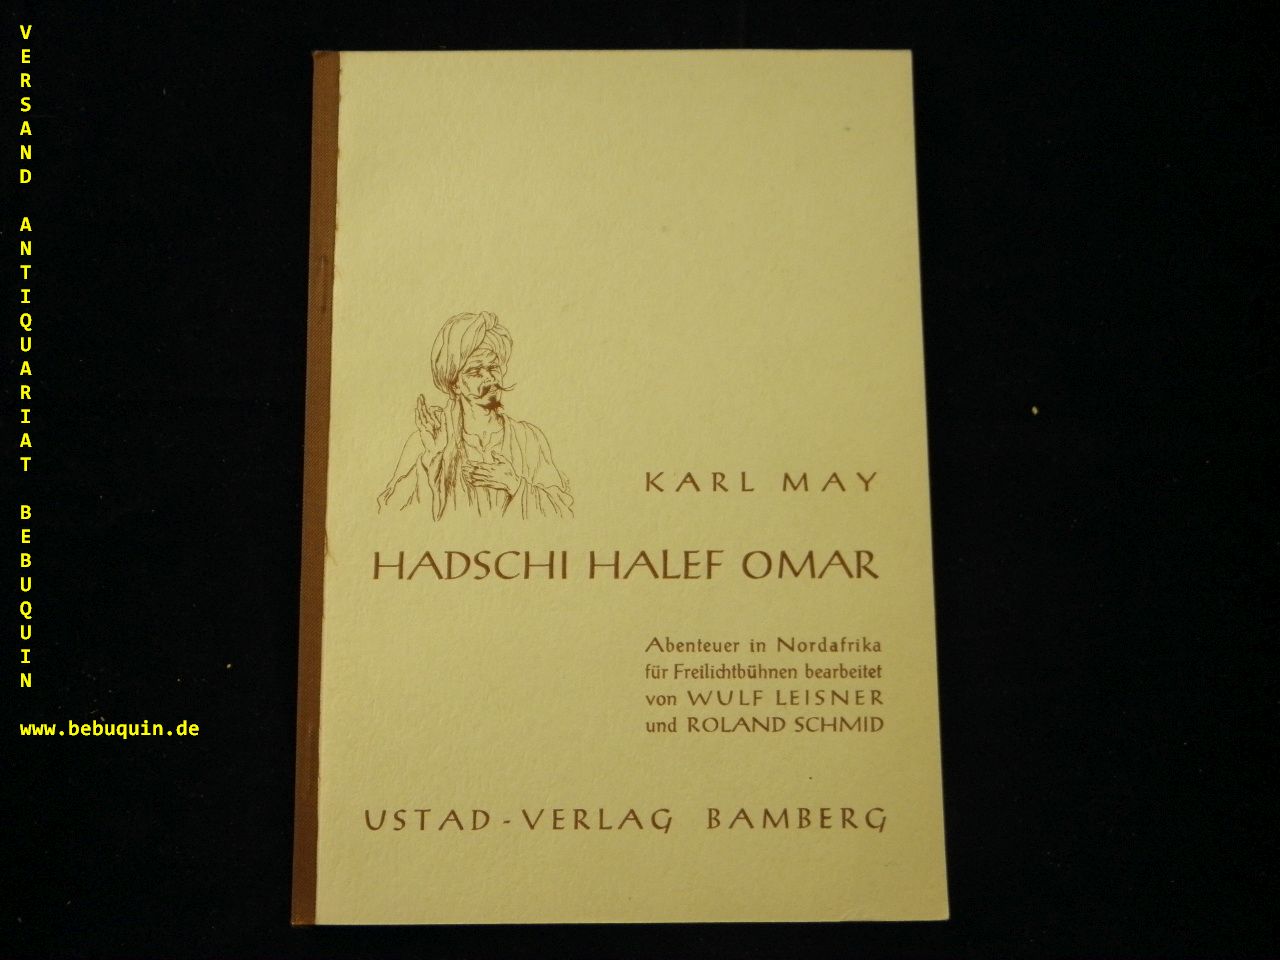 VERSAND ANTIQUARIAT BEBUQUIN
www.bebuquin.de
KARL MAY
HADSCHI HALEF OMAR
Abenteuer in Nordafrika
für Freilichtbühnen bearbeitet
von WULF LEISNER
und ROLAND SCHMID
USTAD-VERLAG BAMBERG